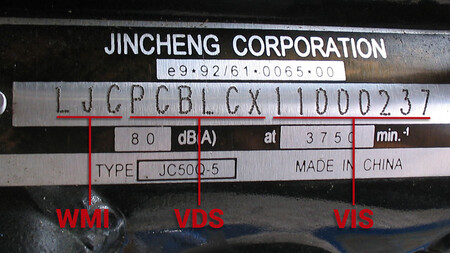 JINCHENG CORPORATION
e9*92/61*0065*00
LJCPCBLCX11000237
80 dB(A) at 3750 min.⁻¹
TYPE JC50Q-5 MADE IN CHINA
WMI VDS VIS